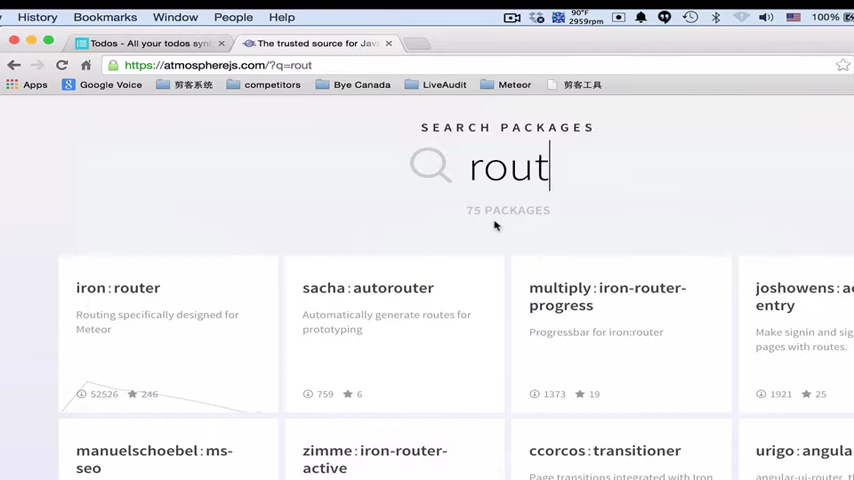 History Bookmarks Window People Help 90°F 2959rpm 100%
Todos - All your todos syn The trusted source for Jav
https://atmospherejs.com/?q=rout
Apps Google Voice 剪客系统 competitors Bye Canada LiveAudit Meteor 剪客工具
SEARCH PACKAGES
rout
75 PACKAGES
iron:router
Routing specifically designed for
Meteor
52526 246
sacha:autorouter
Automatically generate routes for
prototyping
759 6
multiply:iron-router-
progress
Progressbar for iron:router
1373 19
joshowens:a
entry
Make signin and sig
pages with routes.
1921 25
manuelschoebel:ms-
seo
zimme:iron-router-
active
ccorcos:transitioner
Page transitions integrated with Iron
urigo:angula
angular-ui-router, th